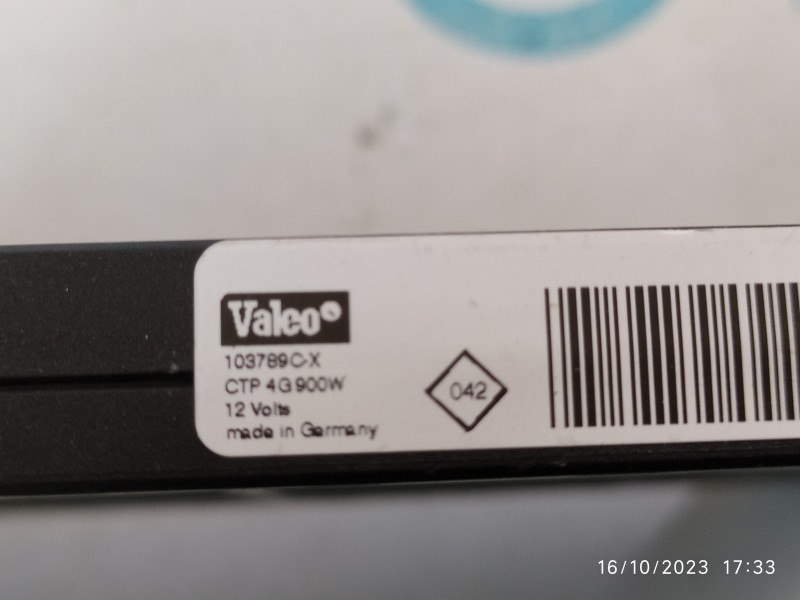 Valeo
103789C-X
CTP 4G 900W
12 Volts
made in Germany
042
16/10/2023 17:33